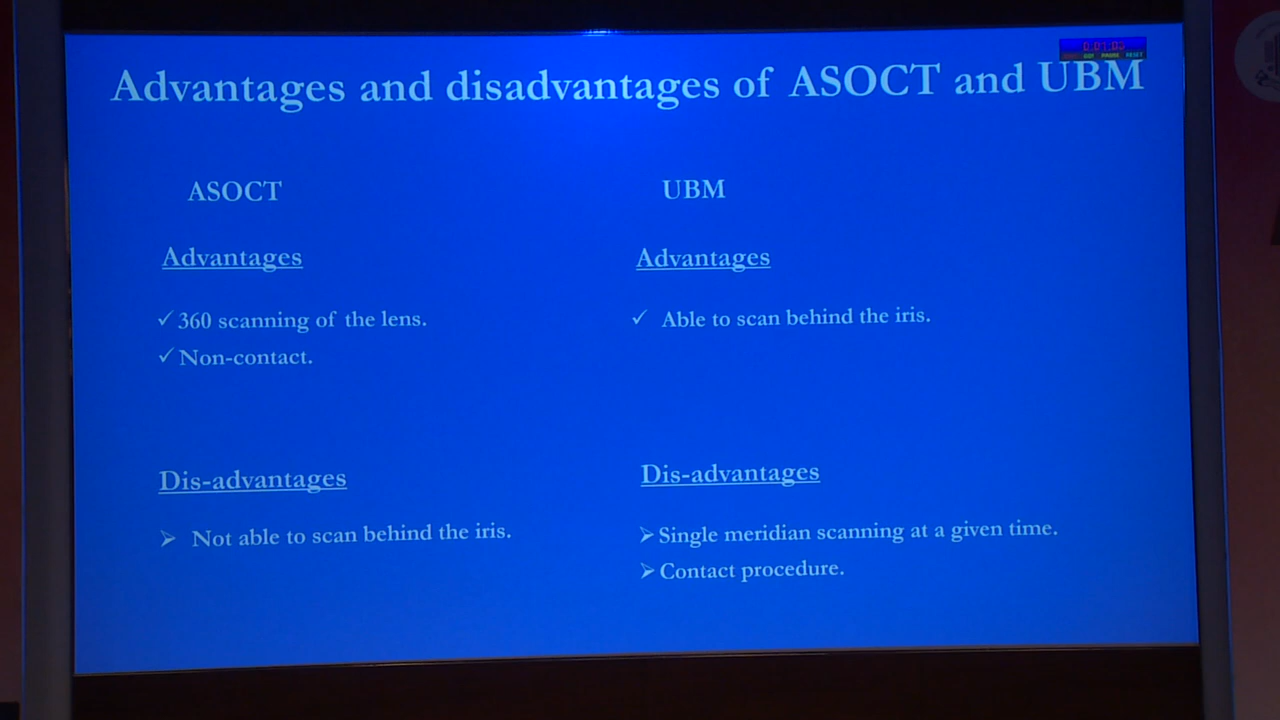 Advantages and disadvantages of ASOCT and UBM
ASOCT
Advantages
✓ 360 scanning of the lens.
✓ Non-contact.
Dis-advantages
➢ Not able to scan behind the iris.
UBM
Advantages
✓ Able to scan behind the iris.
Dis-advantages
➢ Single meridian scanning at a given time.
➢ Contact procedure.